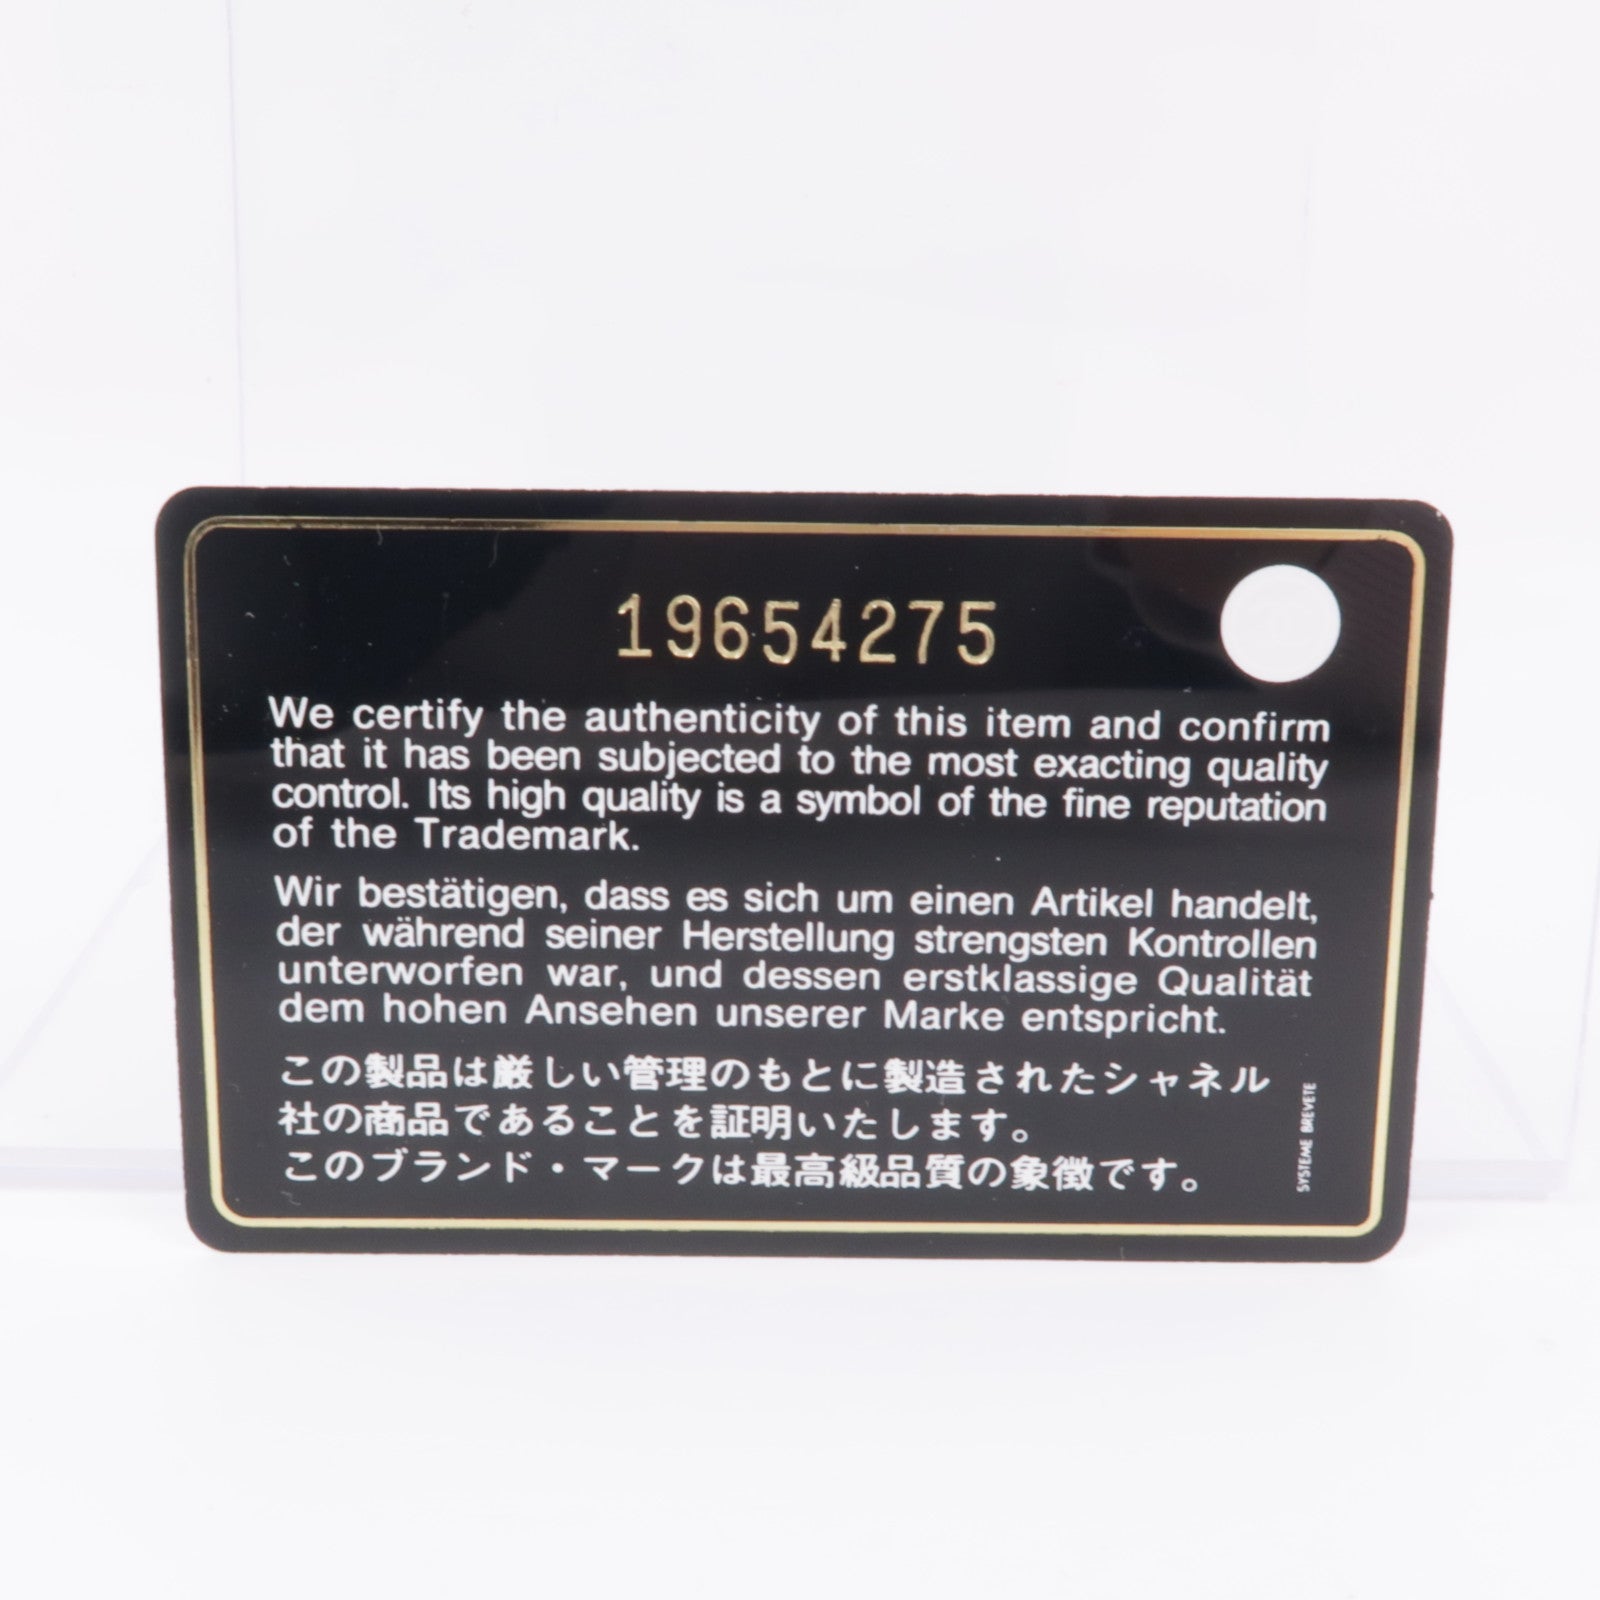 19654275
We certify the authenticity of this item and confirm
that it has been subjected to the most exacting quality
control. Its high quality is a symbol of the fine reputation
of the Trademark.
Wir bestätigen, dass es sich um einen Artikel handelt,
der während seiner Herstellung strengsten Kontrollen
unterworfen war, und dessen erstklassige Qualität
dem hohen Ansehen unserer Marke entspricht.
この製品は厳しい管理のもとに製造されたシャネル
社の商品であることを証明いたします。
このブランド・マークは最高級品質の象徴です。
SYSTEME BREVETE